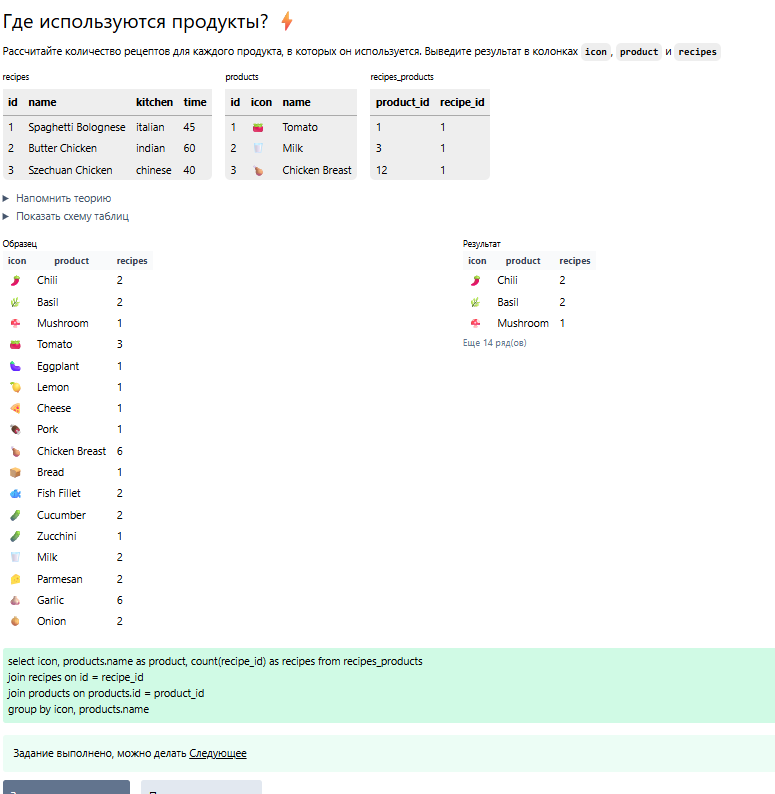 Где используются продукты?
Рассчитайте количество рецептов для каждого продукта, в которых он используется. Выведите результат в колонках icon , product и recipes
recipes
id name kitchen time
1 Spaghetti Bolognese italian 45
2 Butter Chicken indian 60
3 Szechuan Chicken chinese 40
products
id icon name
1 Tomato
2 Milk
3 Chicken Breast
recipes_products
product_id recipe_id
1 1
3 1
12 1
Напомнить теорию
Показать схему таблиц
Образец
icon product recipes
Chili 2
Basil 2
Mushroom 1
Tomato 3
Eggplant 1
Lemon 1
Cheese 1
Pork 1
Chicken Breast 6
Bread 1
Fish Fillet 2
Cucumber 2
Zucchini 1
Milk 2
Parmesan 2
Garlic 6
Onion 2
Результат
icon product recipes
Chili 2
Basil 2
Mushroom 1
Еще 14 ряд(ов)
select icon, products.name as product, count(recipe_id) as recipes from recipes_products
join recipes on id = recipe_id
join products on products.id = product_id
group by icon, products.name
Задание выполнено, можно делать Следующее